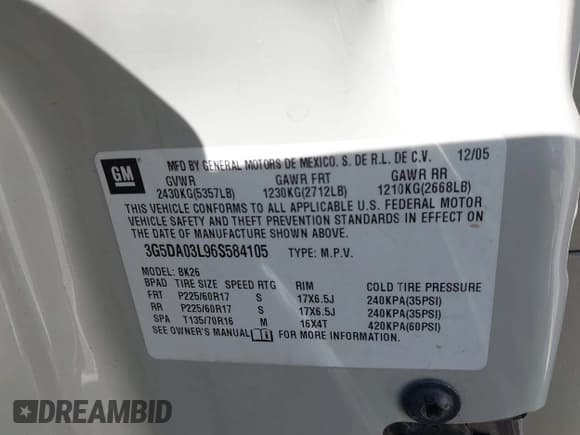 GM
MFD BY GENERAL MOTORS DE MEXICO. S. DE R.L. DE C.V. 12/05
GVWR GAWR FRT GAWR RR
2430KG(5357LB) 1230KG(2712LB) 1210KG(2668LB)
THIS VEHICLE CONFORMS TO ALL APPLICABLE U.S. FEDERAL MOTOR
VEHICLE SAFETY AND THEFT PREVENTION STANDARDS IN EFFECT ON
THE DATE OF MANUFACTURE SHOWN ABOVE.
3G5DA03L96S584105 TYPE: M.P.V.
MODEL: BK26
BPAD TIRE SIZE SPEED RTG RIM COLD TIRE PRESSURE
FRT P225/60R17 S 17X6.5J 240KPA(35PSI)
RR P225/60R17 S 17X6.5J 240KPA(35PSI)
SPA T135/70R16 M 16X4T 420KPA(60PSI)
SEE OWNER'S MANUAL FOR MORE INFORMATION
DREAMBID